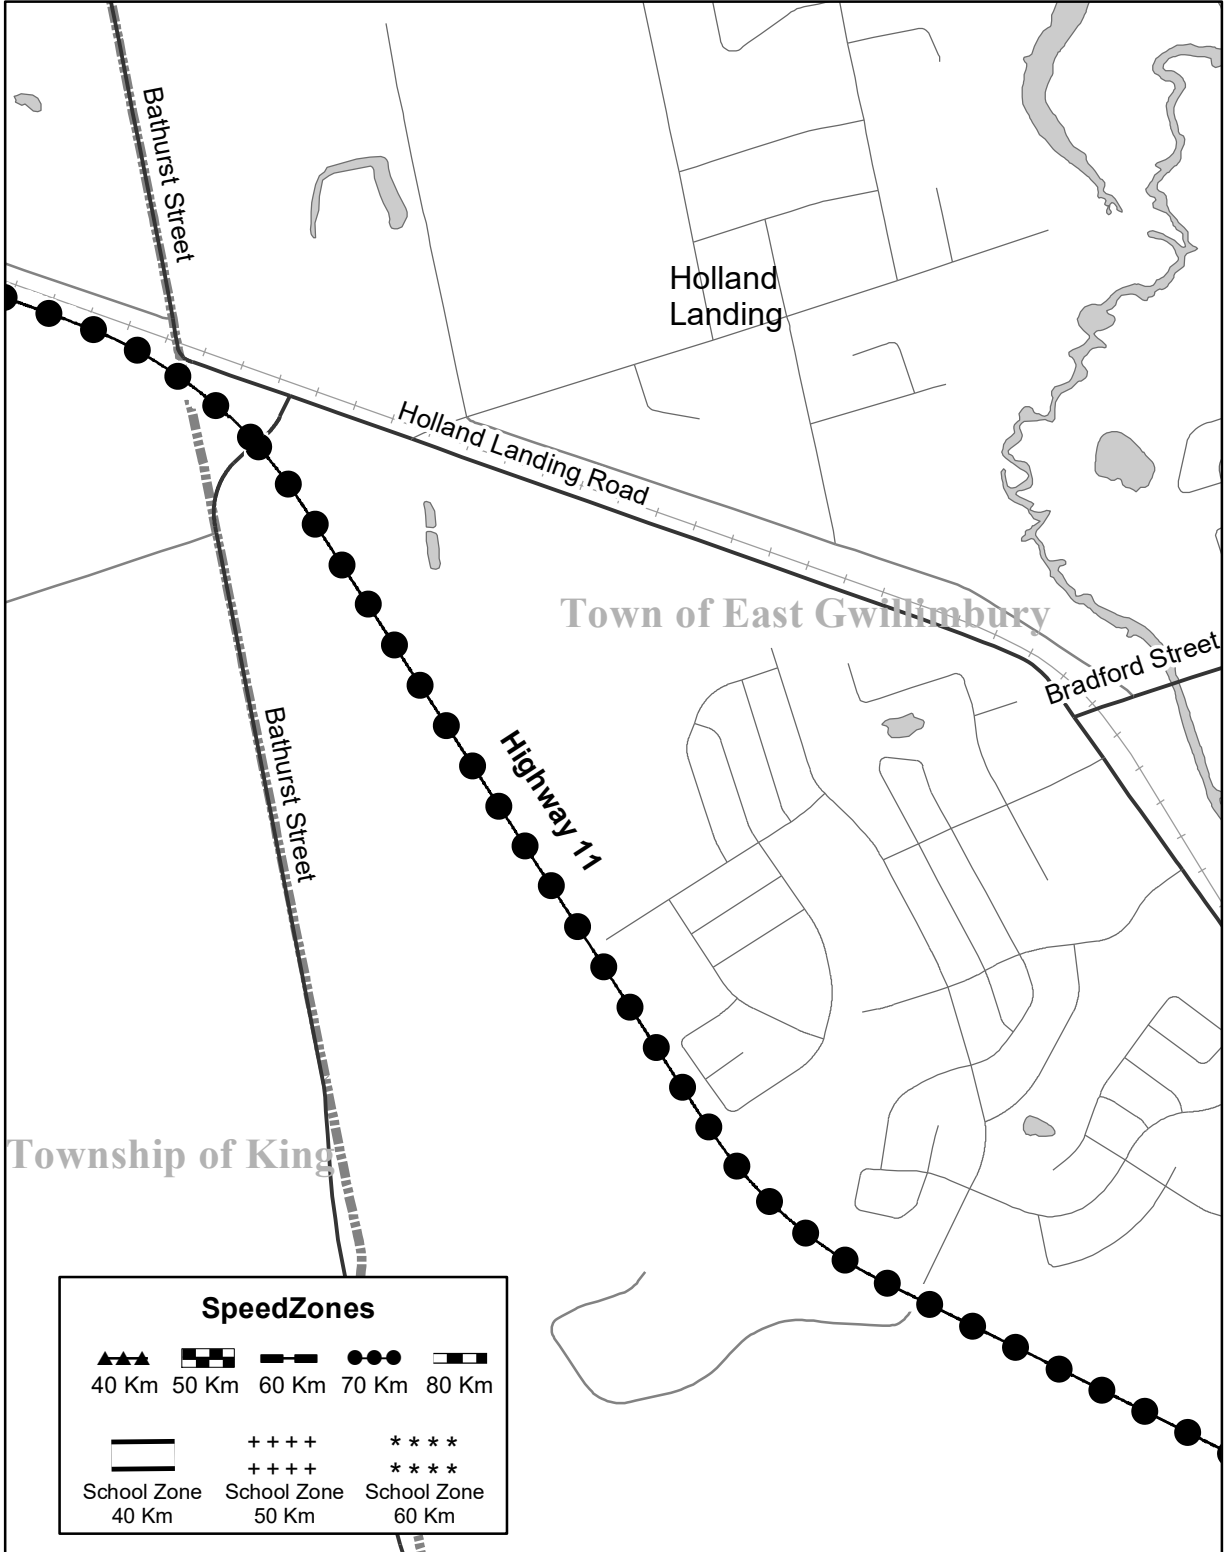 Bathurst Street
Holland
Landing
Holland Landing Road
Town of East Gwillimbury
Bradford Street
Highway 11
Bathurst Street
Township of King
SpeedZones
40 Km 50 Km 60 Km 70 Km 80 Km
School Zone School Zone School Zone
40 Km 50 Km 60 Km